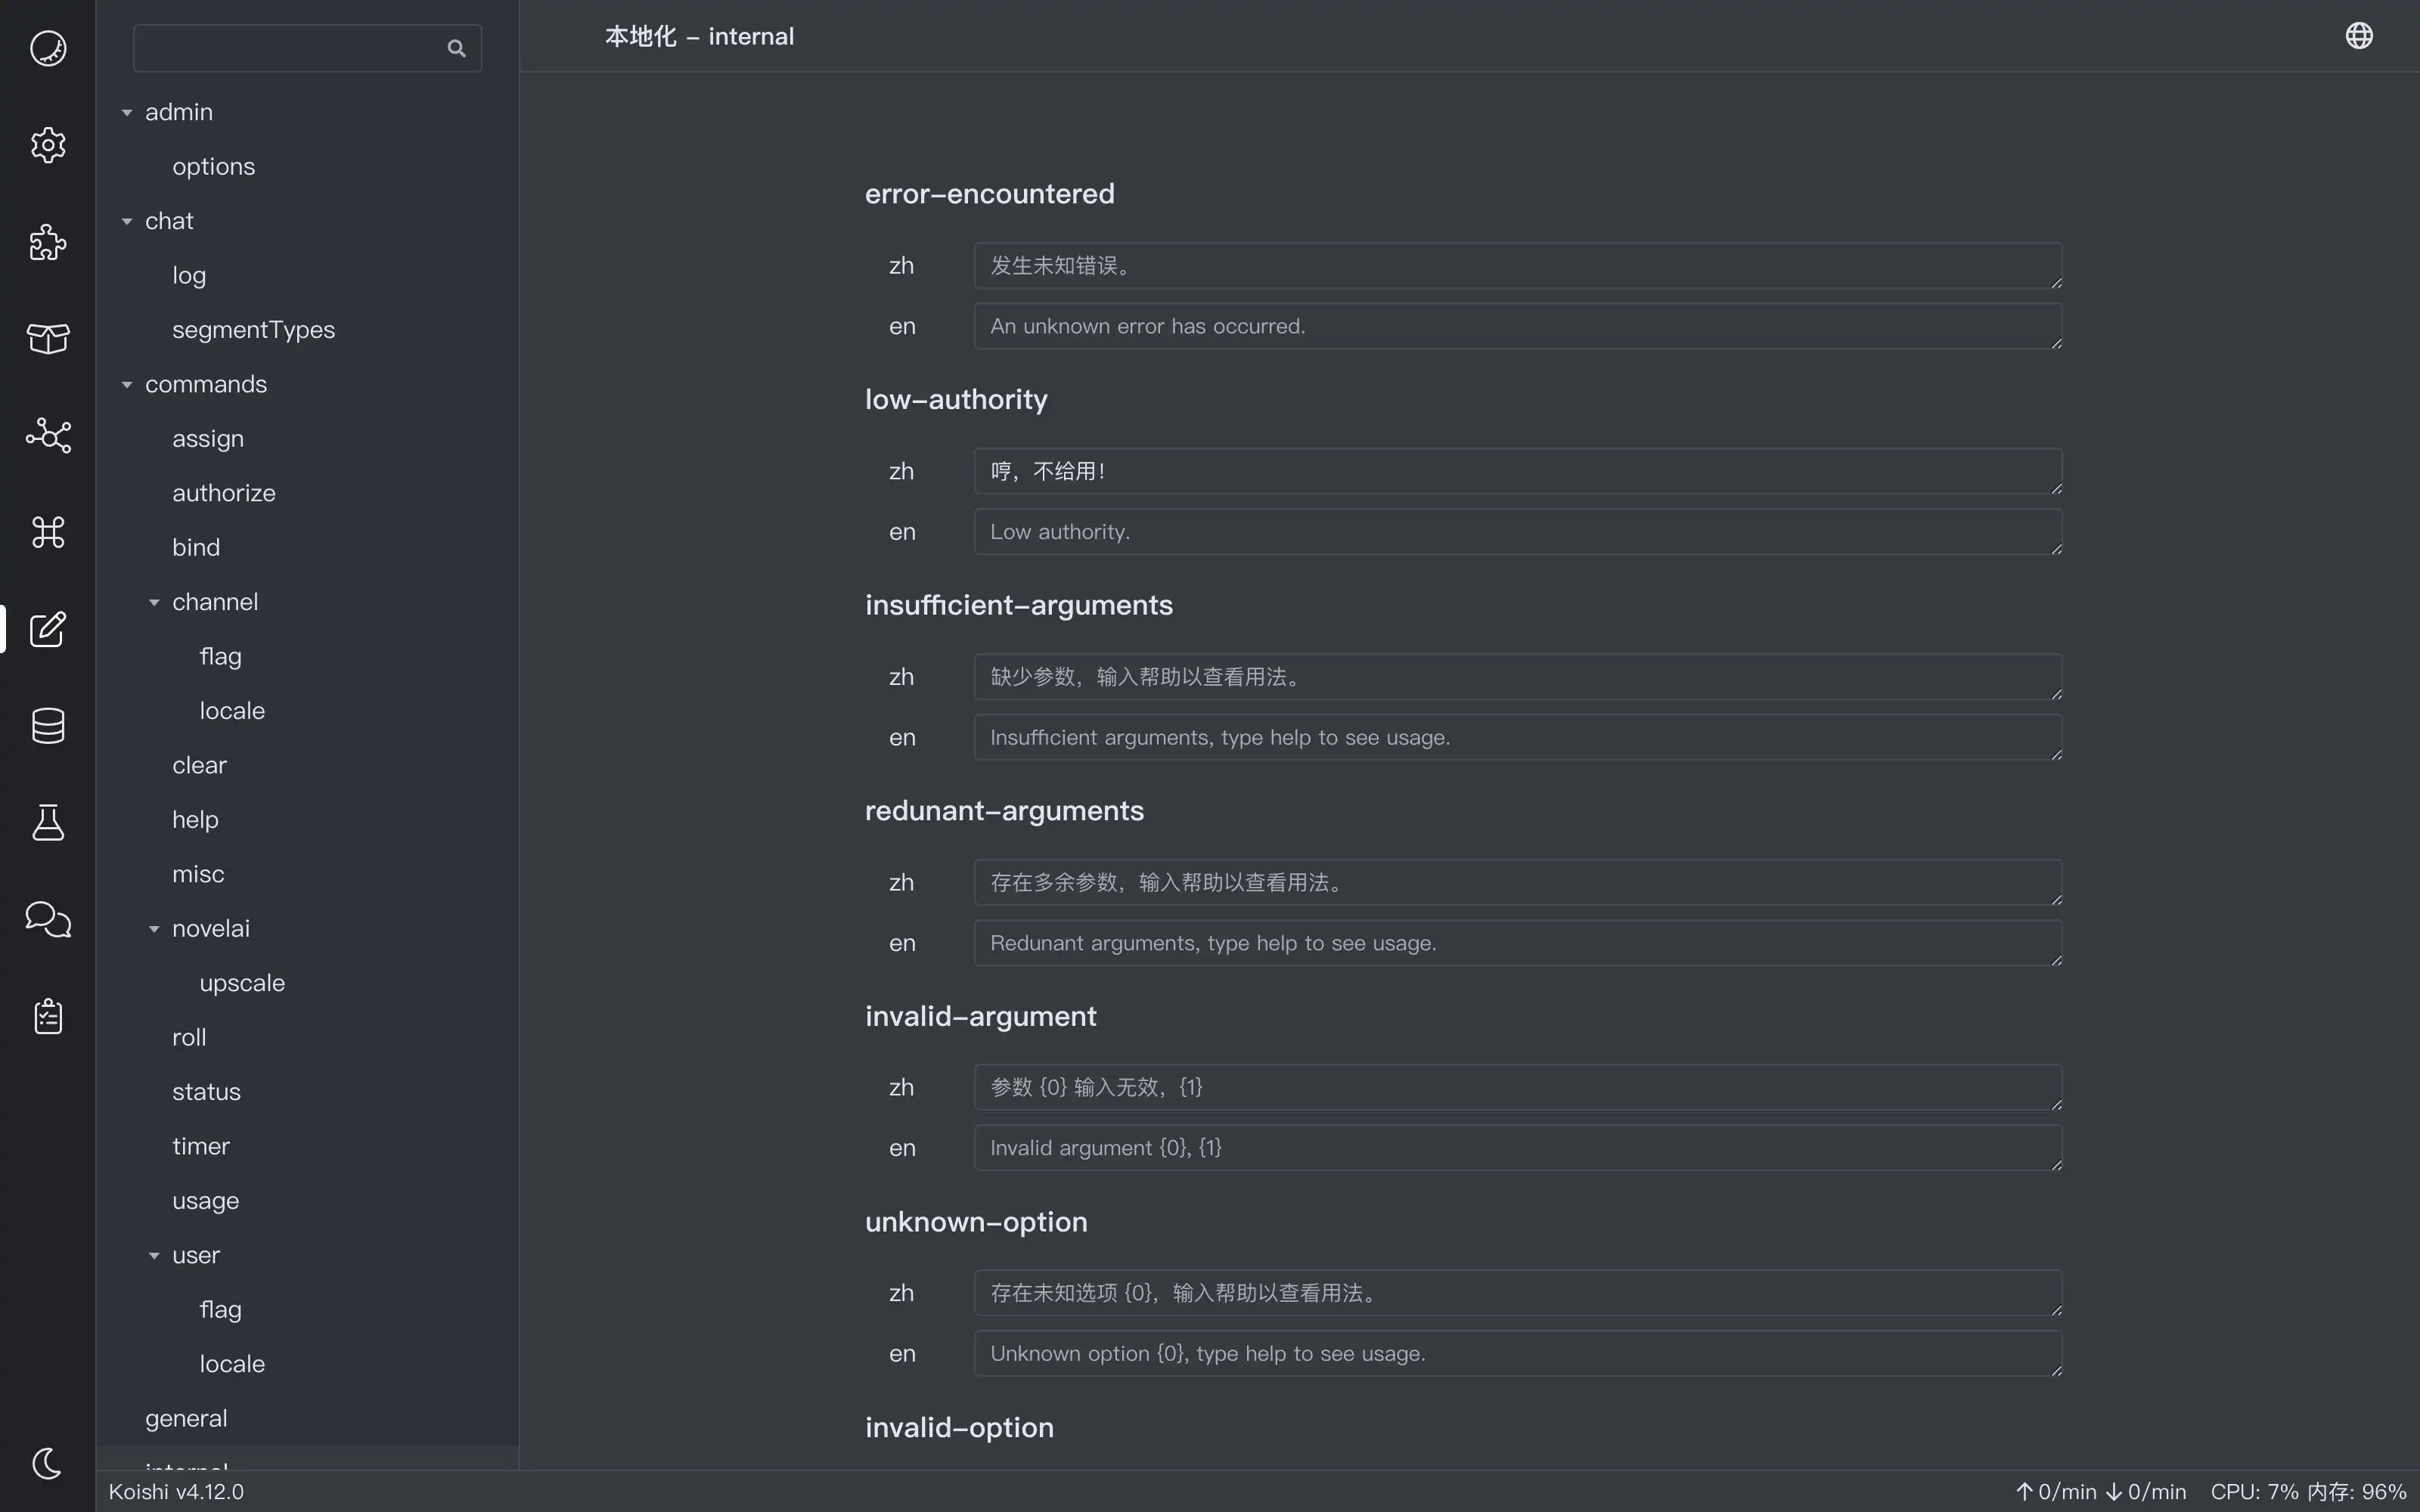 本地化 - internal
admin
options
chat
log
segmentTypes
commands
assign
authorize
bind
channel
flag
locale
clear
help
misc
novelai
upscale
roll
status
timer
usage
user
flag
locale
general
internal
error-encountered
zh 发生未知错误。
en An unknown error has occurred.
low-authority
zh 哼，不给用！
en Low authority.
insufficient-arguments
zh 缺少参数，输入帮助以查看用法。
en Insufficient arguments, type help to see usage.
redunant-arguments
zh 存在多余参数，输入帮助以查看用法。
en Redunant arguments, type help to see usage.
invalid-argument
zh 参数 {0} 输入无效，{1}
en Invalid argument {0}, {1}
unknown-option
zh 存在未知选项 {0}，输入帮助以查看用法。
en Unknown option {0}, type help to see usage.
invalid-option
Koishi v4.12.0
↑ 0/min ↓ 0/min CPU: 7% 内存: 96%